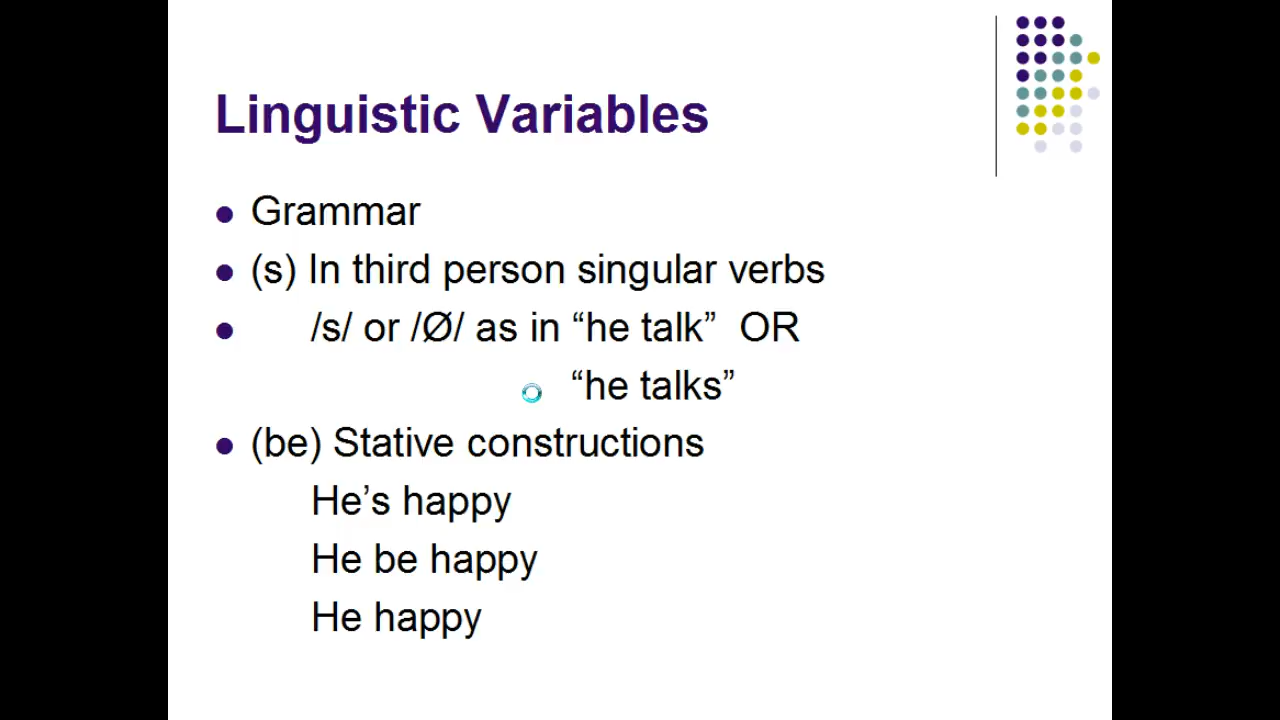 Linguistic Variables
Grammar
(s) In third person singular verbs
/s/ or /Ø/ as in “he talk”  OR
“he talks”
(be) Stative constructions
He’s happy
He be happy
He happy